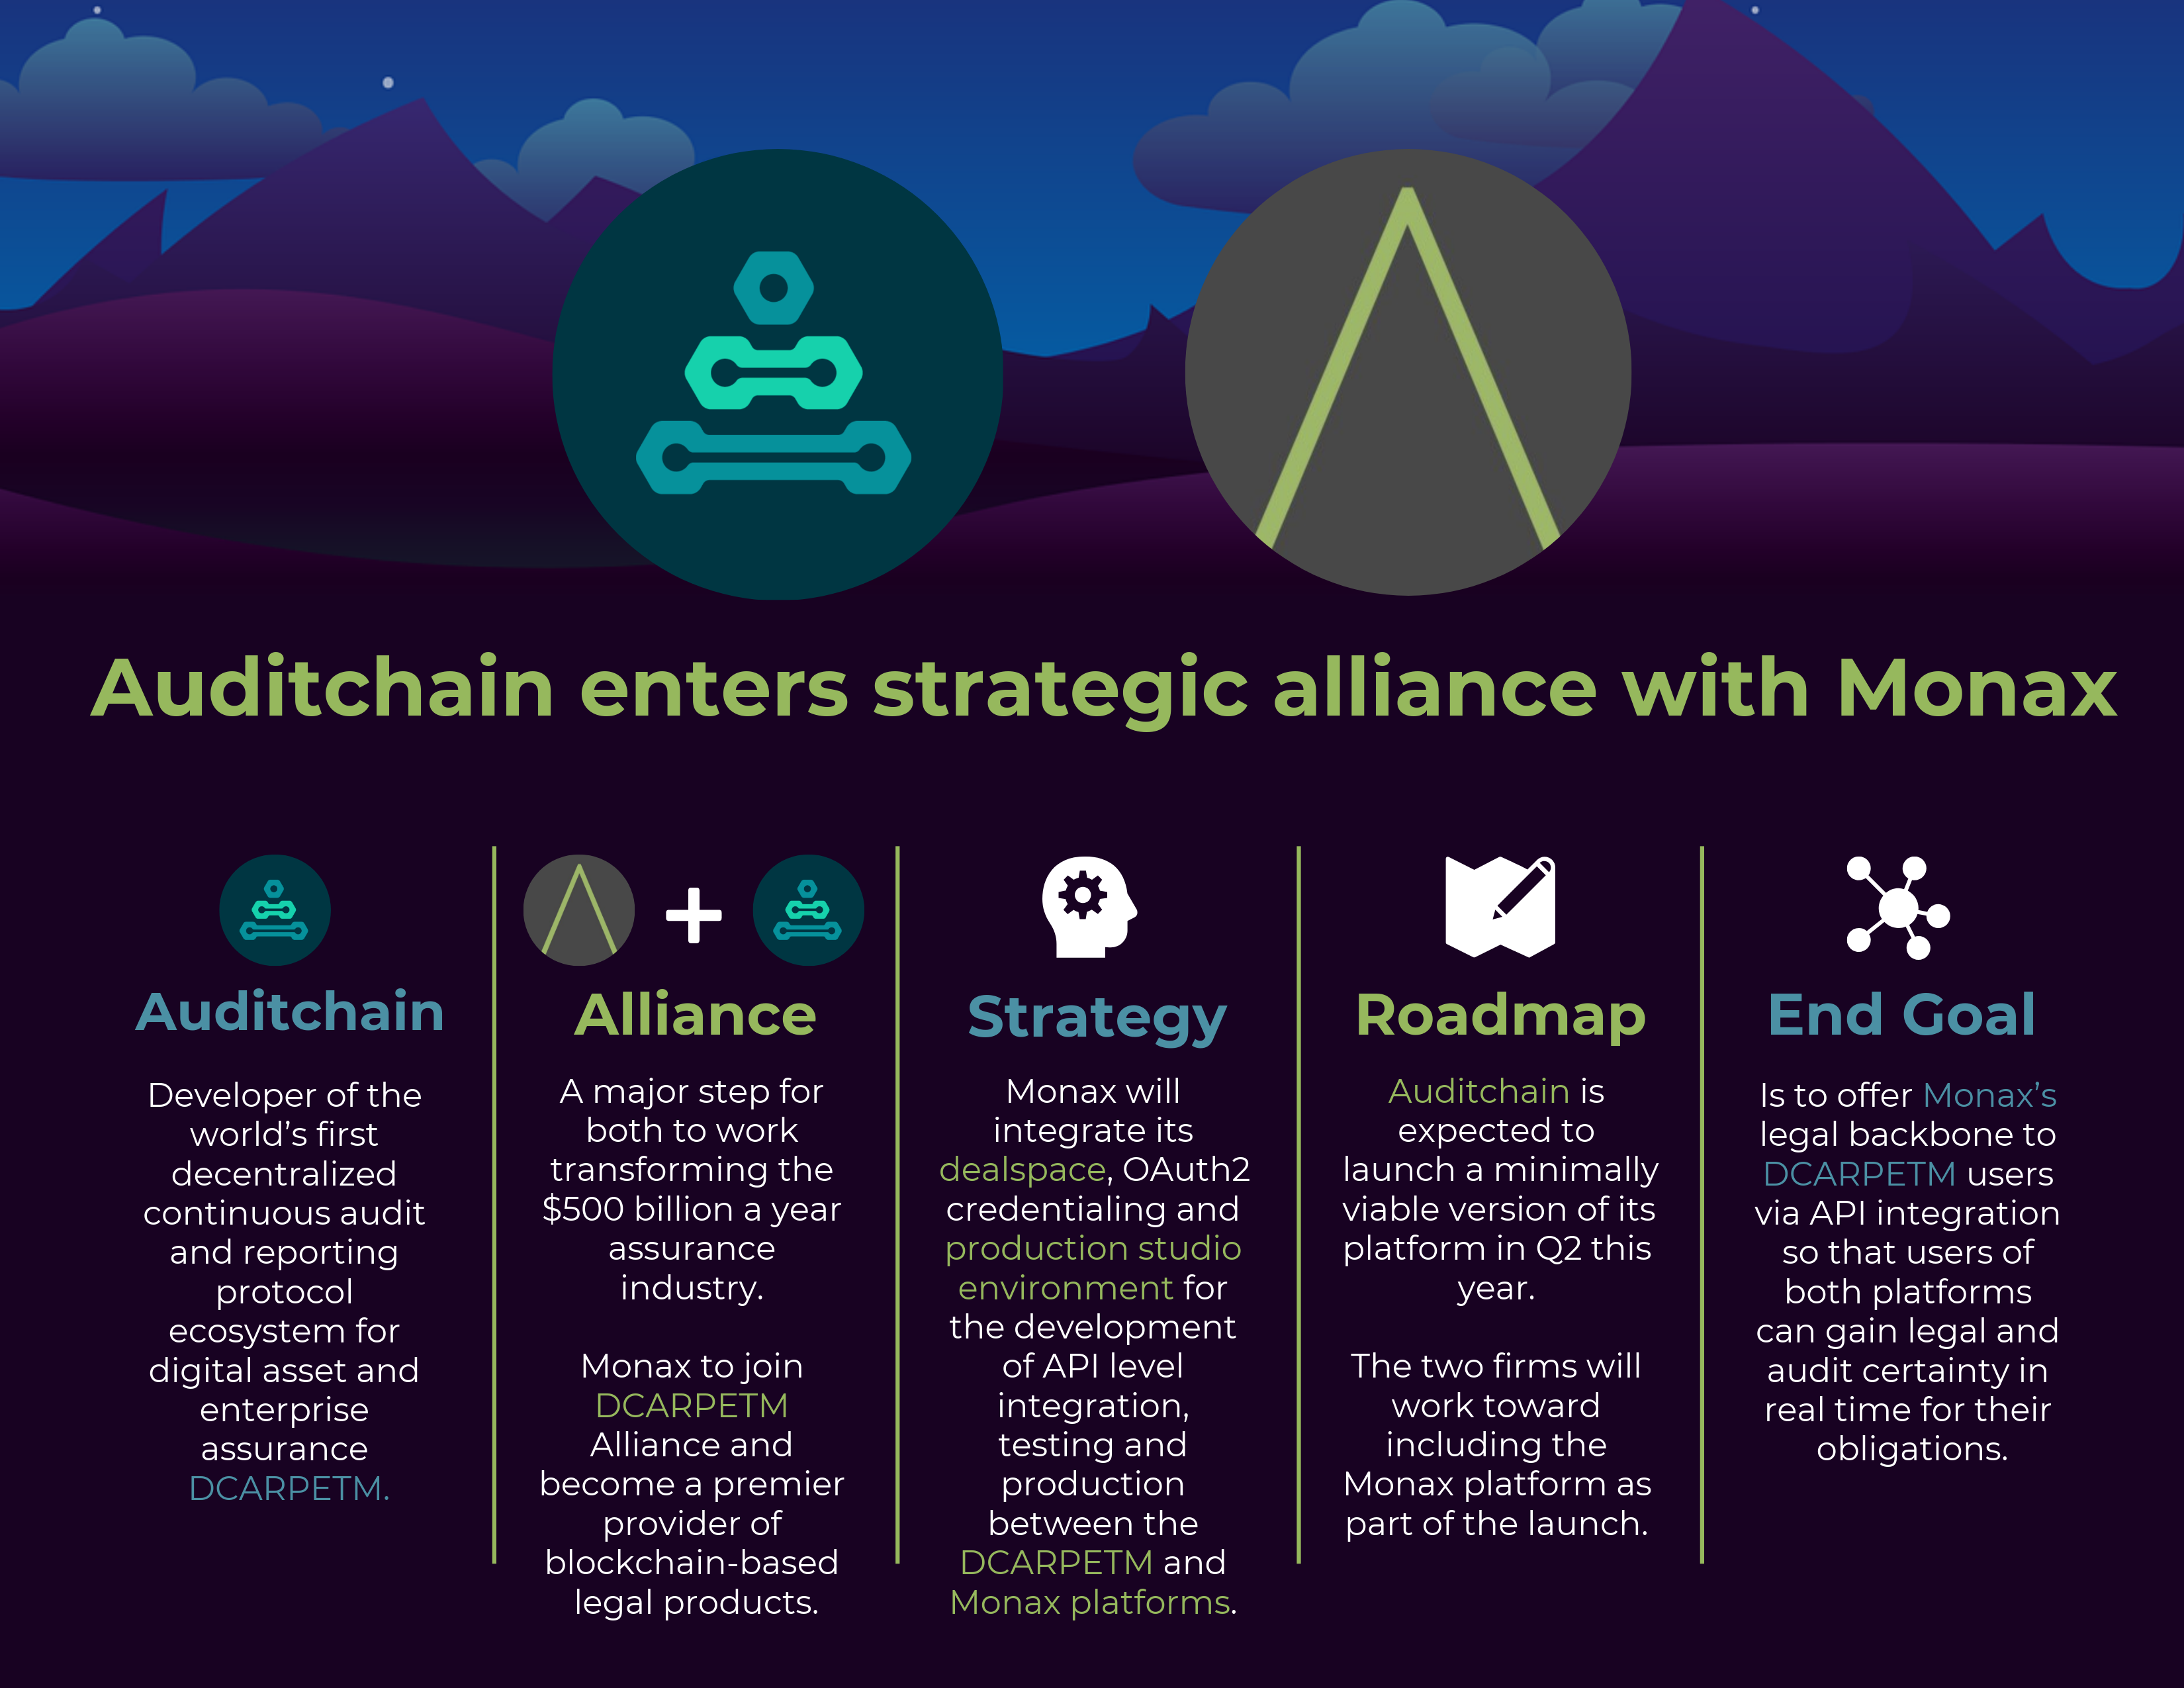 Auditchain enters strategic alliance with Monax
Auditchain
Developer of the
world's first
decentralized
continuous audit
and reporting
protocol
ecosystem for
digital asset and
enterprise
assurance
DCARPETM.
Alliance
A major step for
both to work
transforming the
$500 billion a year
assurance
industry.
Monax to join
DCARPETM
Alliance and
become a premier
provider of
blockchain-based
legal products.
Strategy
Monax will
integrate its
dealspace, OAuth2
credentialing and
production studio
environment for
the development
of API level
integration,
testing and
production
between the
DCARPETM and
Monax platforms.
Roadmap
Auditchain is
expected to
launch a minimally
viable version of its
platform in Q2 this
year.
The two firms will
work toward
including the
Monax platform as
part of the launch.
End Goal
Is to offer Monax's
legal backbone to
DCARPETM users
via API integration
so that users of
both platforms
can gain legal and
audit certainty in
real time for their
obligations.